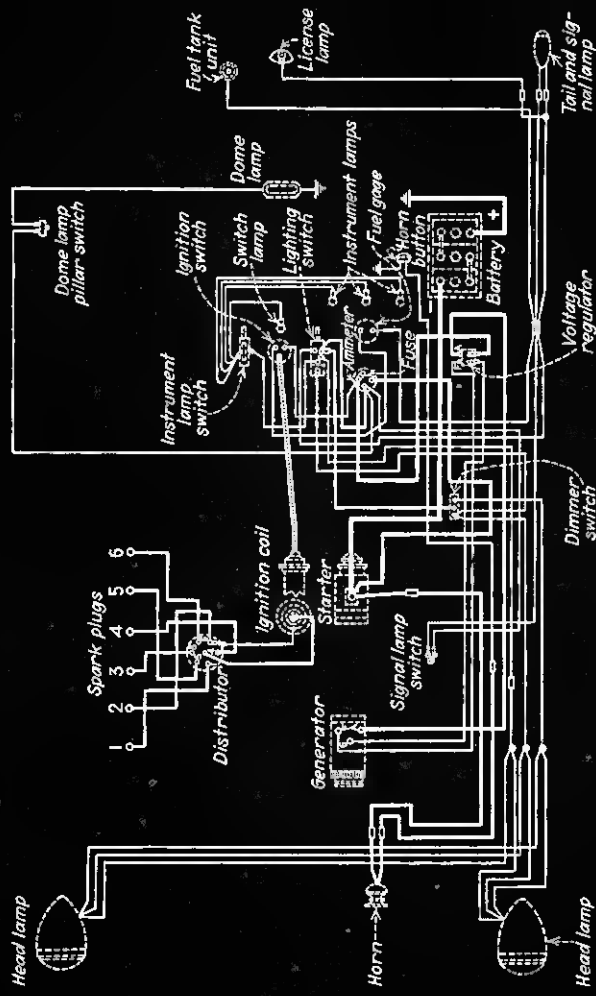 Head lamp
Horn
Head lamp
Spark plugs
1 2 3 4 5 6
Distributor
Ignition coil
Generator
Starter
Signal lamp
switch
Dome lamp
pillar switch
Instrument
lamp
switch
Ignition
switch
Switch
lamp
Lighting
switch
Dome
lamp
Fuel tank
unit
License
lamp
Instrument lamps
Fuel gage
Horn
button
Ammeter
Fuse
Battery
+
Dimmer
switch
Voltage
regulator
Tail and sig-
nal lamp